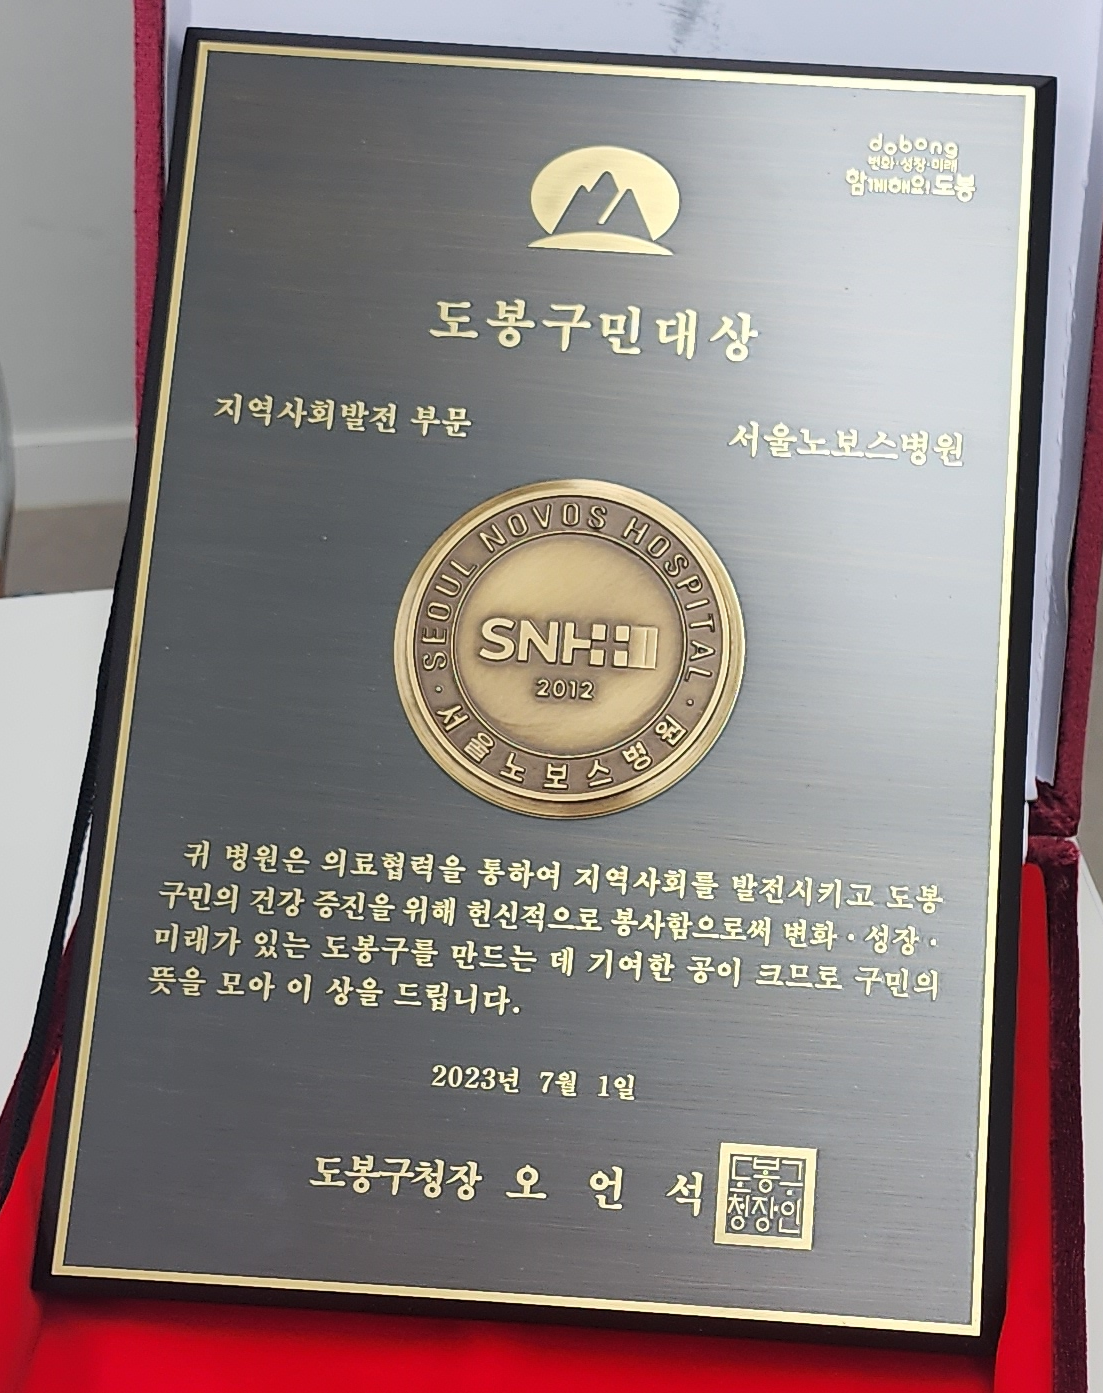 dobong
변화·성장·미래
함께해요!도봉
도봉구민대상
지역사회발전 부문
서울노보스병원
SEOUL NOVOS HOSPITAL
SNH
2012
서울노보스병원
귀 병원은 의료협력을 통하여 지역사회를 발전시키고 도봉
구민의 건강 증진을 위해 헌신적으로 봉사함으로써 변화·성장·
미래가 있는 도봉구를 만드는 데 기여한 공이 크므로 구민의
뜻을 모아 이 상을 드립니다.
2023년 7월 1일
도봉구청장 오 언 석
도봉구
청장인